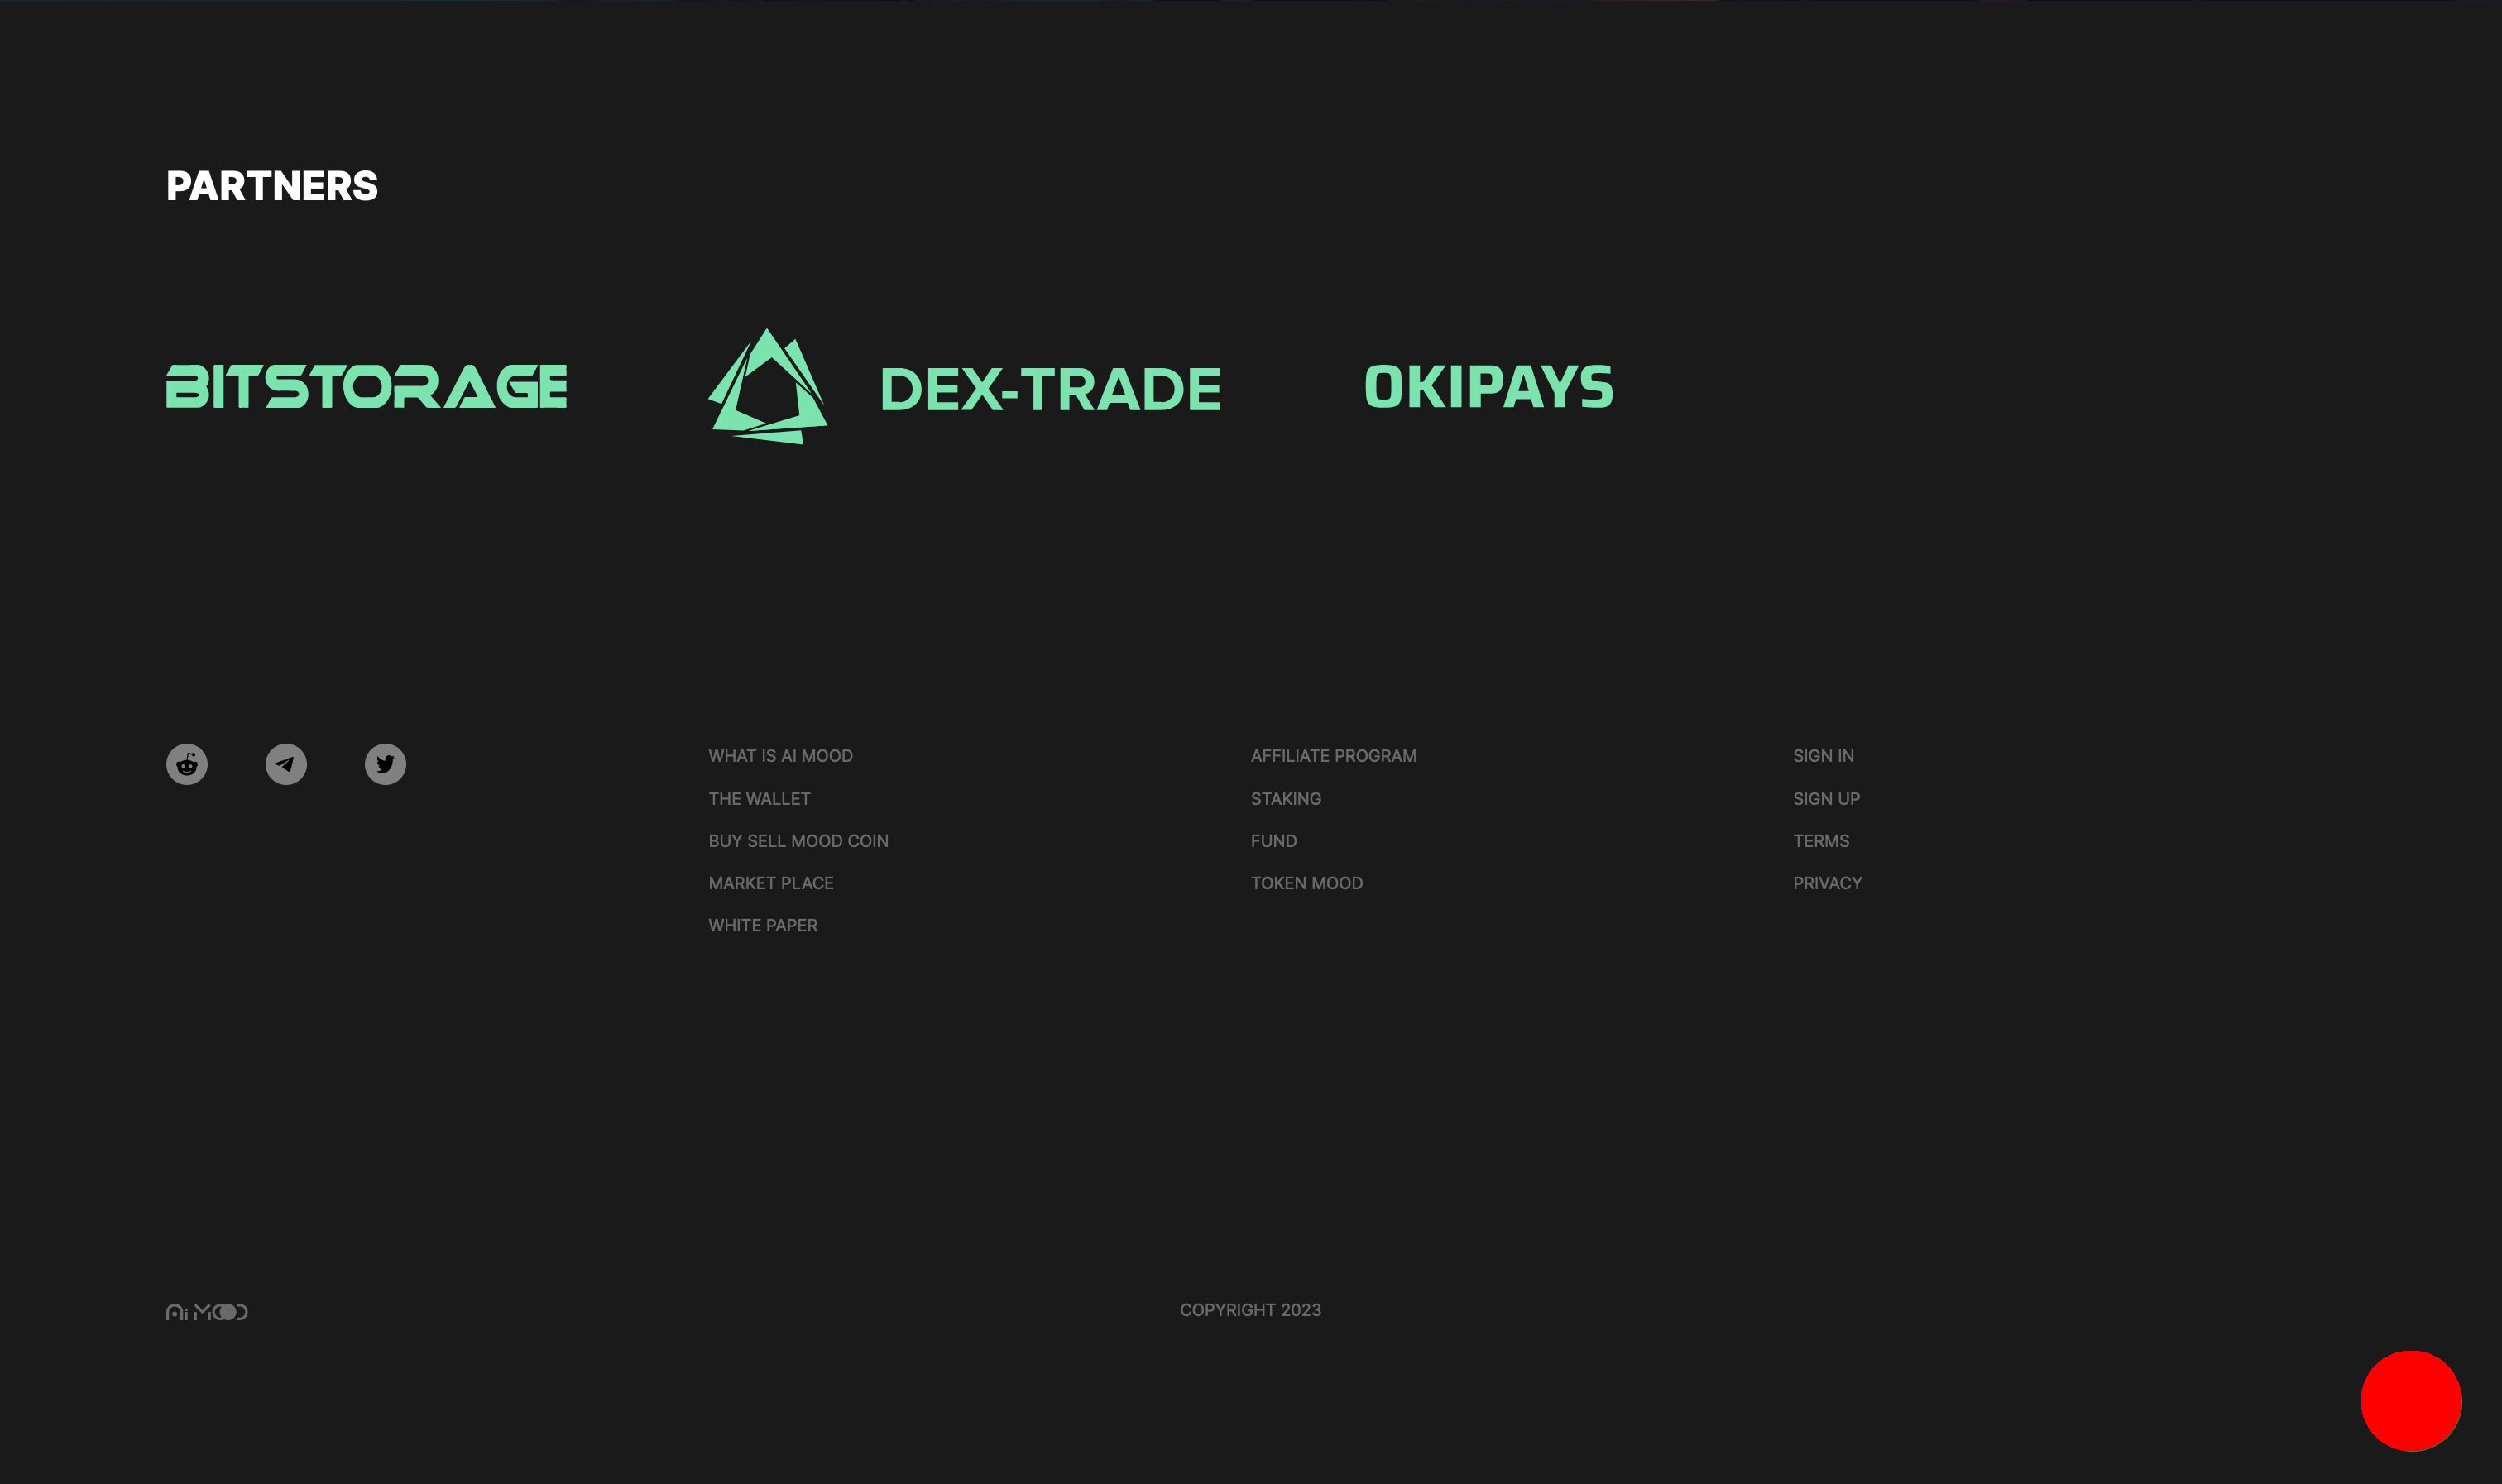 PARTNERS
BITSTORAGE
DEX-TRADE
OKIPAYS
WHAT IS AI MOOD
THE WALLET
BUY SELL MOOD COIN
MARKET PLACE
WHITE PAPER
AFFILIATE PROGRAM
STAKING
FUND
TOKEN MOOD
SIGN IN
SIGN UP
TERMS
PRIVACY
Ai MOOD
COPYRIGHT 2023